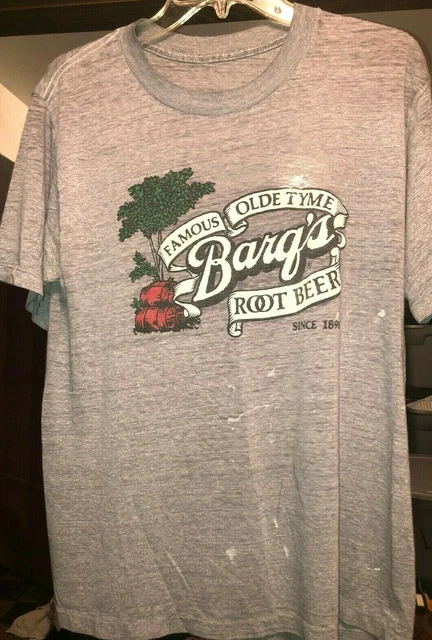 FAMOUS OLDE TYME
Barq's
ROOT BEER
SINCE